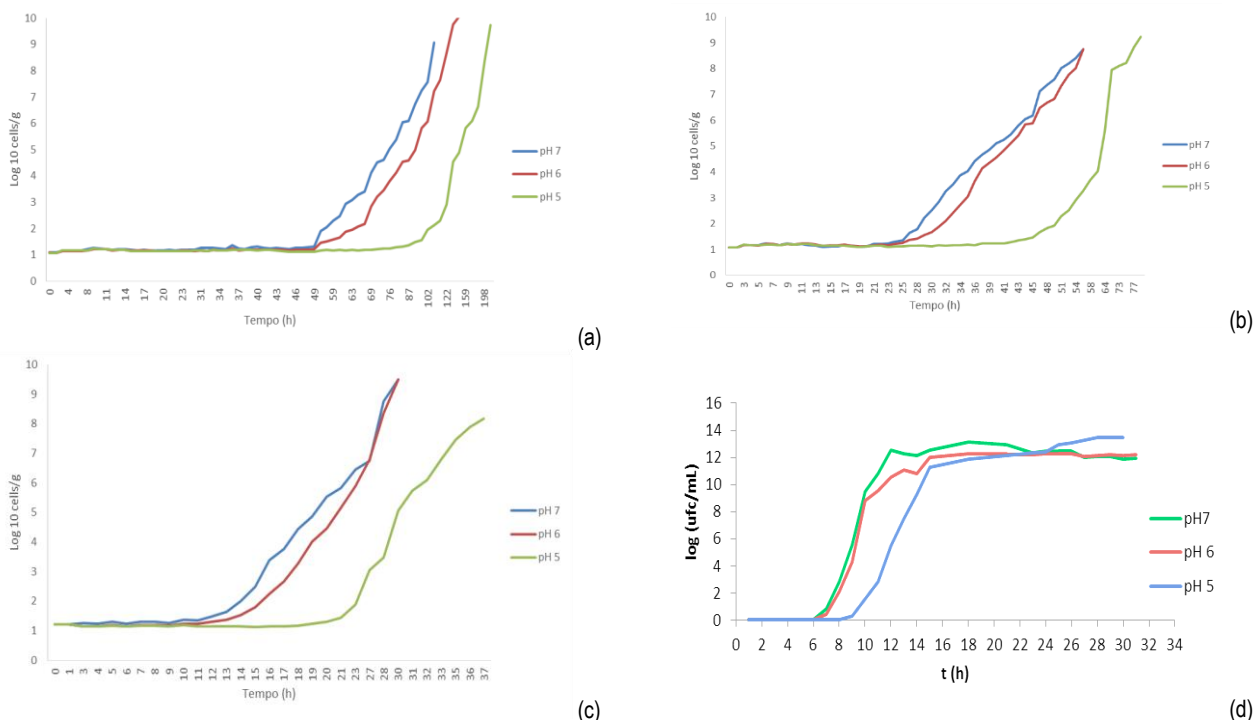 10
9
8
7
6
5
4
3
2
1
0
Log 10 cells/g
0 4 8 11 14 17 20 23 31 34 40 43 46 49 52 63 69 76 87 102 122 159 198
Tempo (h)
pH 7
pH 6
pH 5
(a)
10
9
8
7
6
5
4
3
2
1
0
Log 10 cells/g
0 3 5 7 9 11 13 15 17 19 21 23 25 28 30 32 34 36 39 41 43 45 48 51 54 56 58 64 73 77
Tempo (h)
pH 7
pH 6
pH 5
(b)
10
9
8
7
6
5
4
3
2
1
0
Log 10 cells/g
0 1 2 3 4 5 6 7 8 9 10 11 12 13 14 15 16 17 18 19 20 21 23 27 28 30 31 32 33 35 36 37
Tempo (h)
pH 7
pH 6
pH 5
(c)
16
14
12
10
8
6
4
2
0
log (ufc/mL)
0 2 4 6 8 10 12 14 16 18 20 22 24 26 28 30 32 34
t (h)
pH7
pH 6
pH 5
(d)